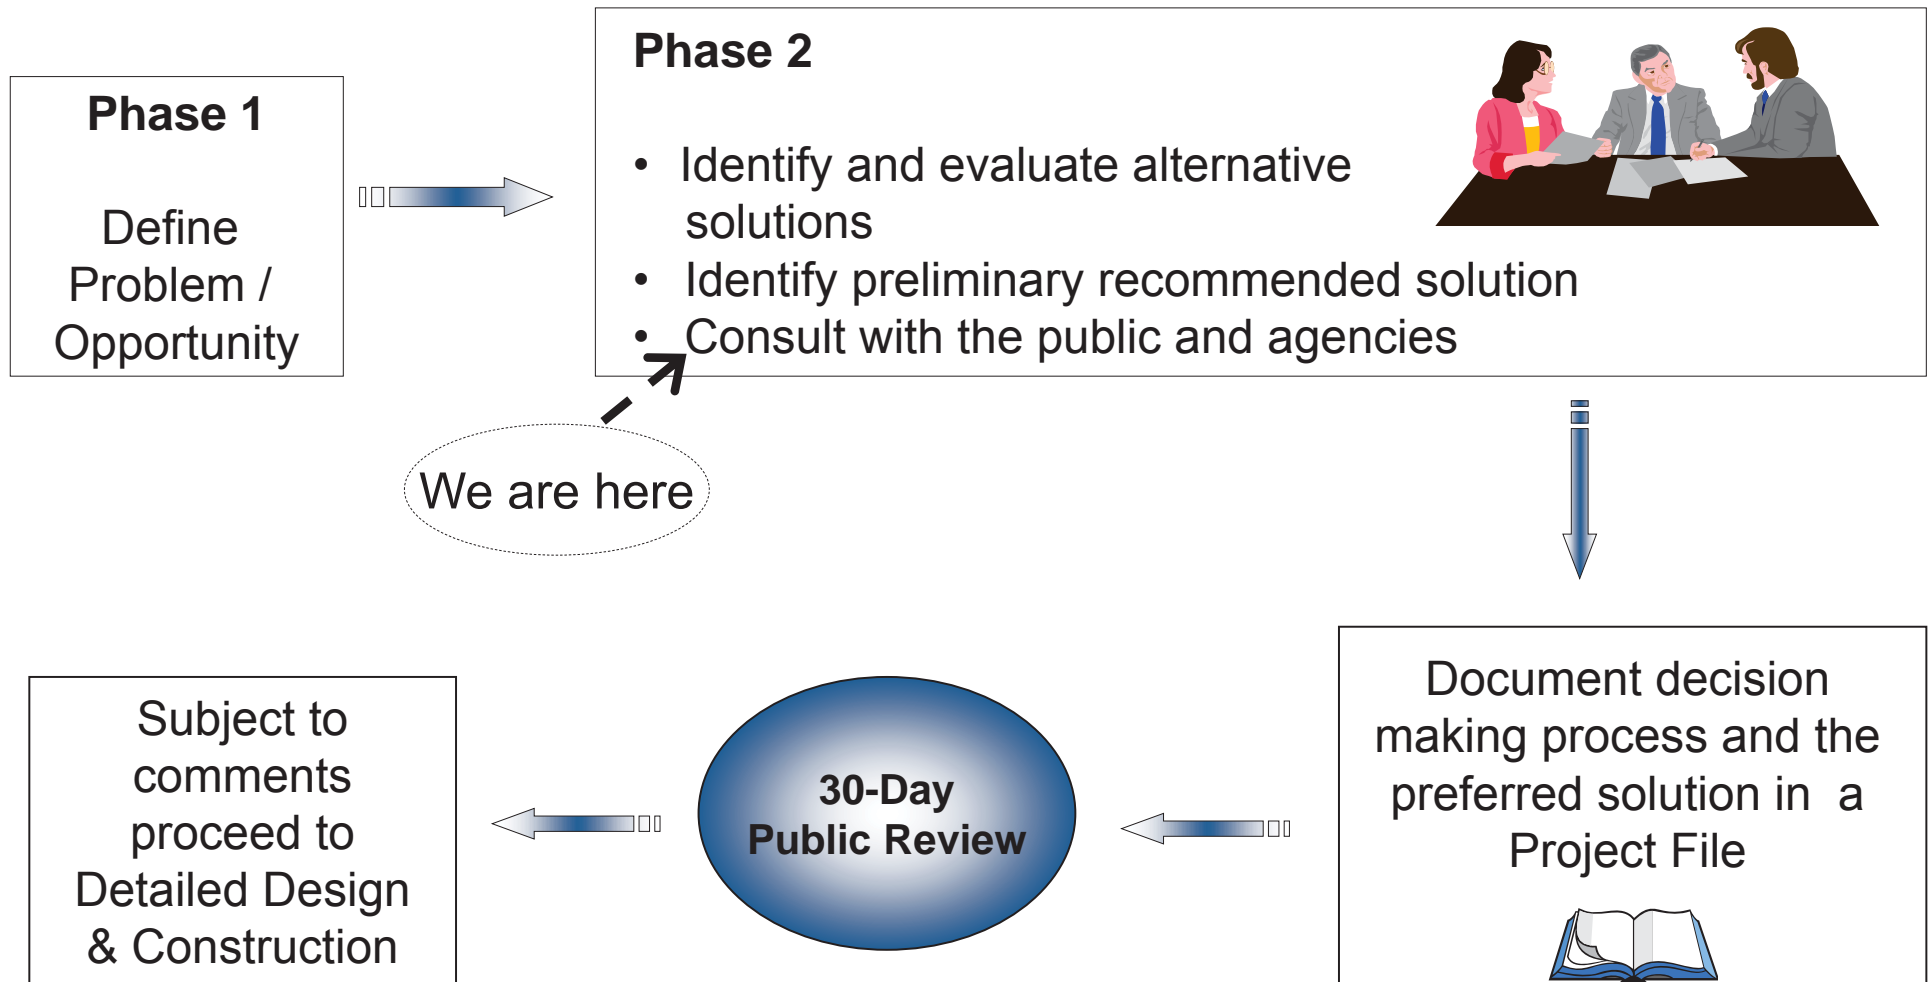 Phase 1
Define
Problem /
Opportunity
Phase 2
• Identify and evaluate alternative
solutions
• Identify preliminary recommended solution
• Consult with the public and agencies
We are here
Document decision
making process and the
preferred solution in a
Project File
30-Day
Public Review
Subject to
comments
proceed to
Detailed Design
& Construction